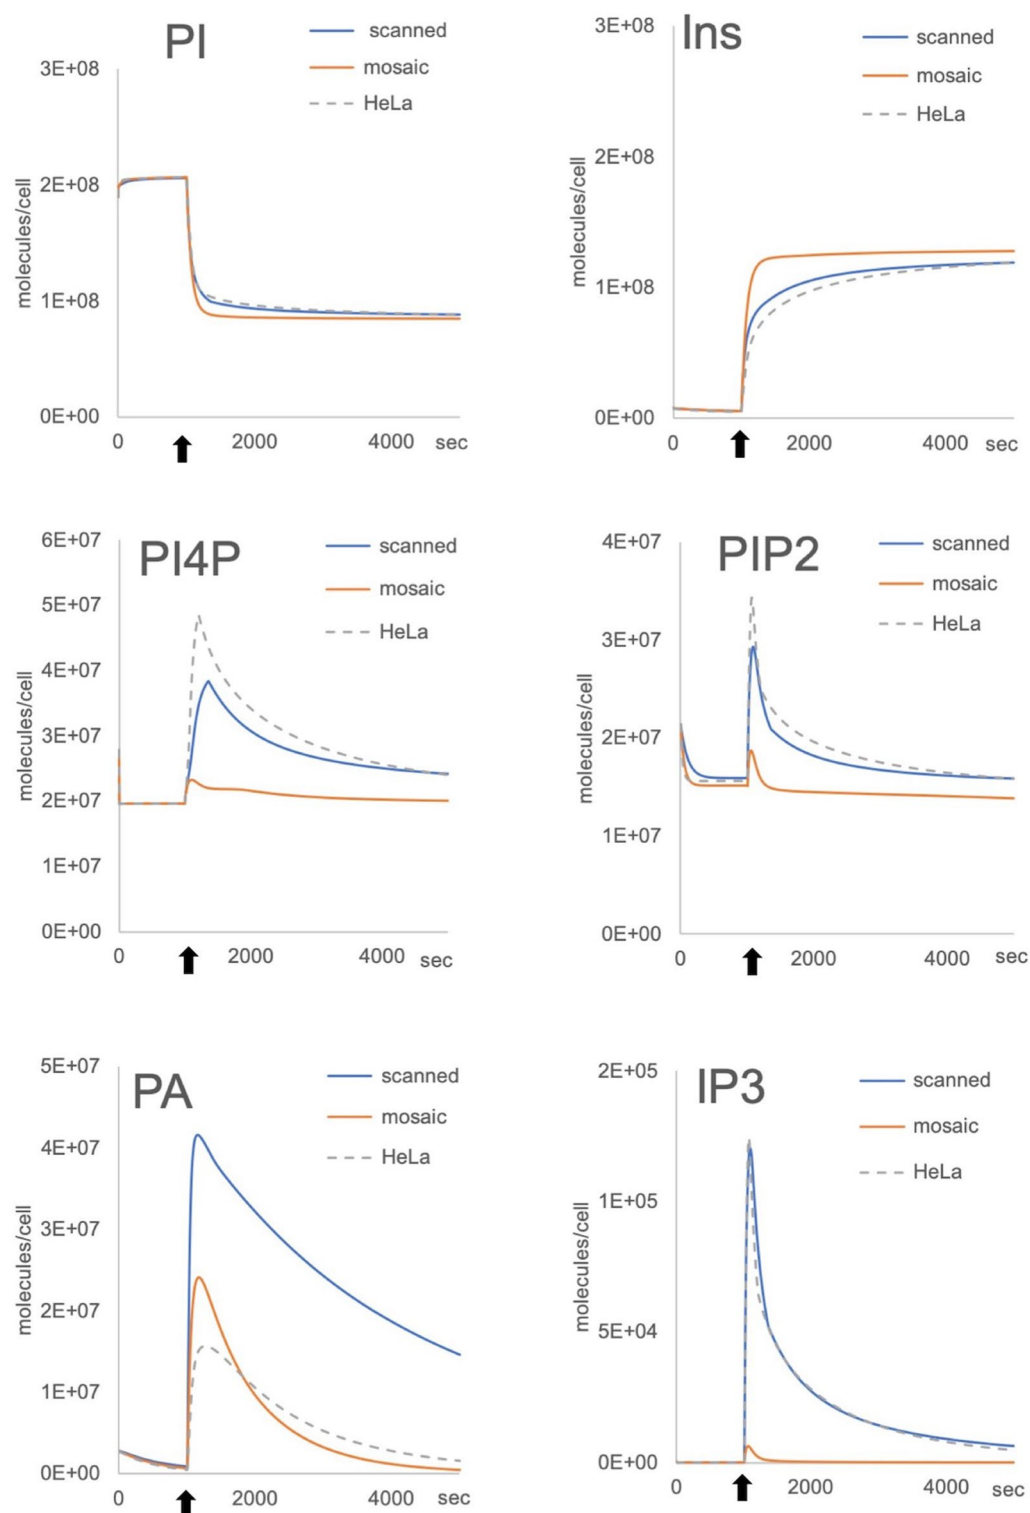 PI
scanned
mosaic
HeLa
3E+08
2E+08
1E+08
0E+00
molecules/cell
0 2000 4000 sec
Ins
scanned
mosaic
HeLa
3E+08
2E+08
1E+08
0E+00
molecules/cell
0 2000 4000 sec
PI4P
scanned
mosaic
HeLa
6E+07
5E+07
4E+07
3E+07
2E+07
1E+07
0E+00
molecules/cell
0 2000 4000 sec
PIP2
scanned
mosaic
HeLa
4E+07
3E+07
2E+07
1E+07
0E+00
molecules/cell
0 2000 4000 sec
PA
scanned
mosaic
HeLa
5E+07
4E+07
3E+07
2E+07
1E+07
0E+00
molecules/cell
0 2000 4000 sec
IP3
scanned
mosaic
HeLa
2E+05
1E+05
5E+04
0E+00
molecules/cell
0 2000 4000 sec